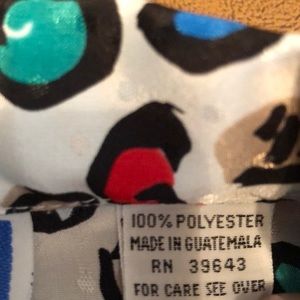 100% POLYESTER
MADE IN GUATEMALA
RN 39643
FOR CARE SEE OVER